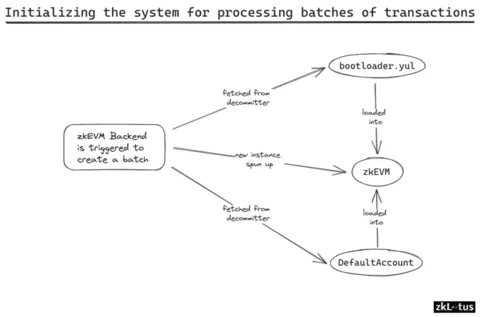 Initializing the system for processing batches of transactions
bootloader.yul
fetched from
decommitter
loaded
into
zkEVM Backend
is triggered to
create a batch
new instance
spun up
zkEVM
fetched from
decommitter
loaded
into
DefaultAccount
zkLotus